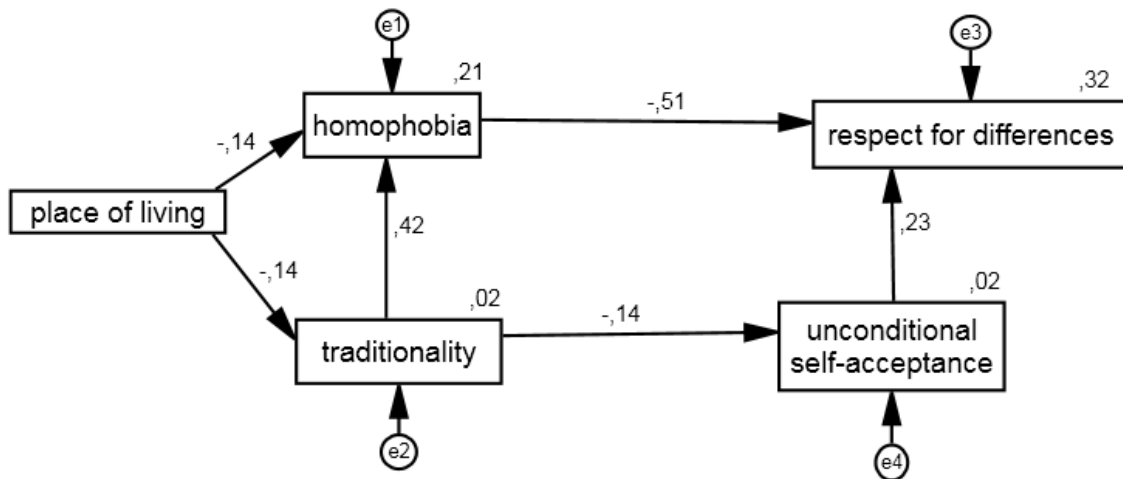 e1
e3
,21
,32
homophobia
-,51
respect for differences
-,14
place of living
,42
,23
-,14
,02
,02
traditionality
-,14
unconditional
self-acceptance
e2
e4